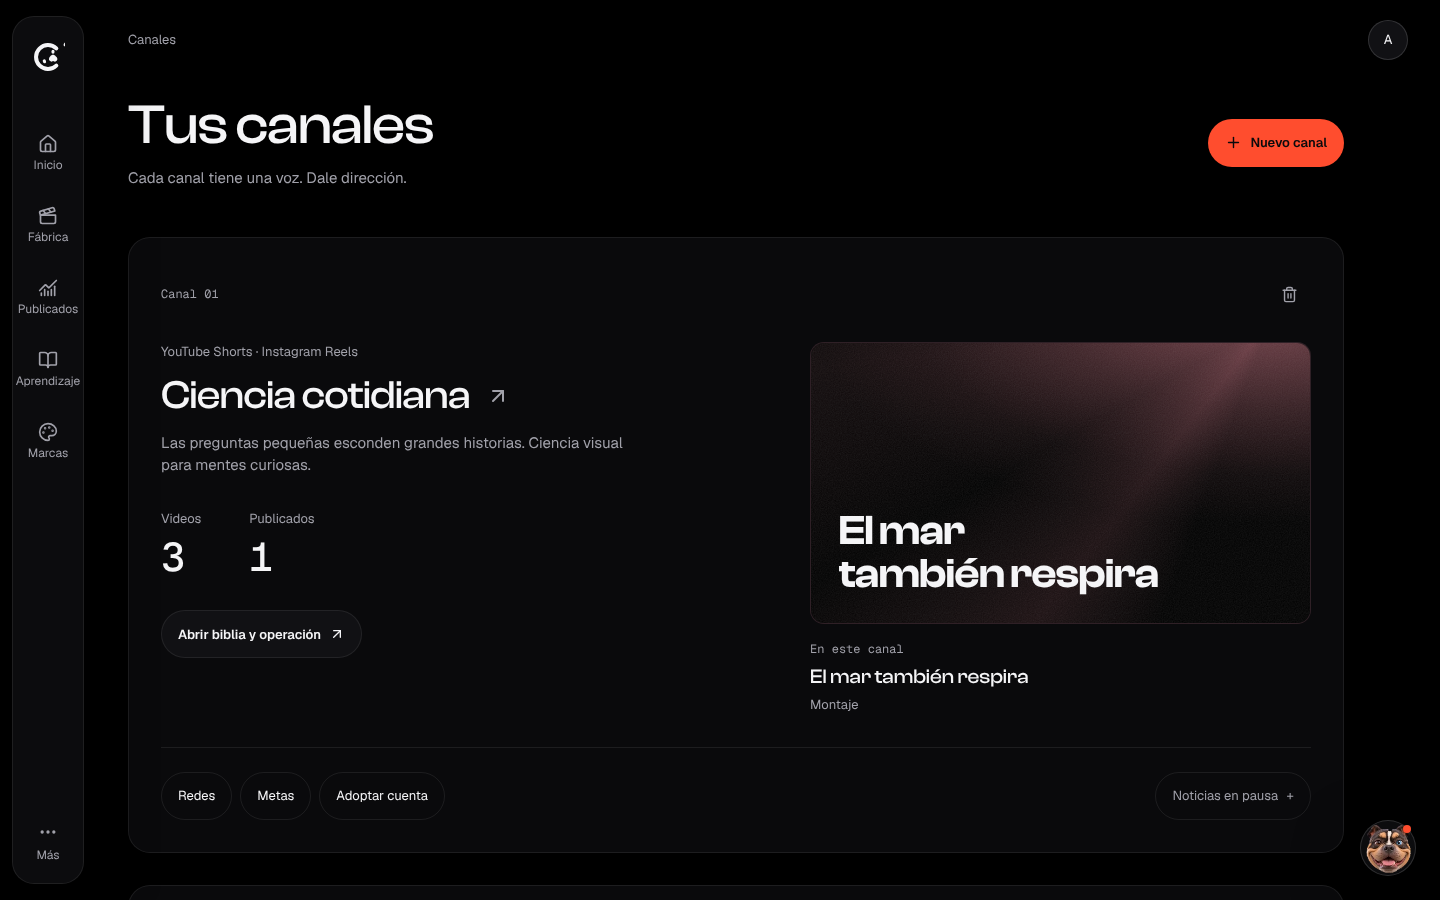 Canales
A
Tus canales
Cada canal tiene una voz. Dale dirección.
Nuevo canal
Inicio
Fábrica
Publicados
Aprendizaje
Marcas
Más
Canal 01
YouTube Shorts · Instagram Reels
Ciencia cotidiana
Las preguntas pequeñas esconden grandes historias. Ciencia visual
para mentes curiosas.
Videos
Publicados
3
1
Abrir biblia y operación
El mar
también respira
En este canal
El mar también respira
Montaje
Redes
Metas
Adoptar cuenta
Noticias en pausa +